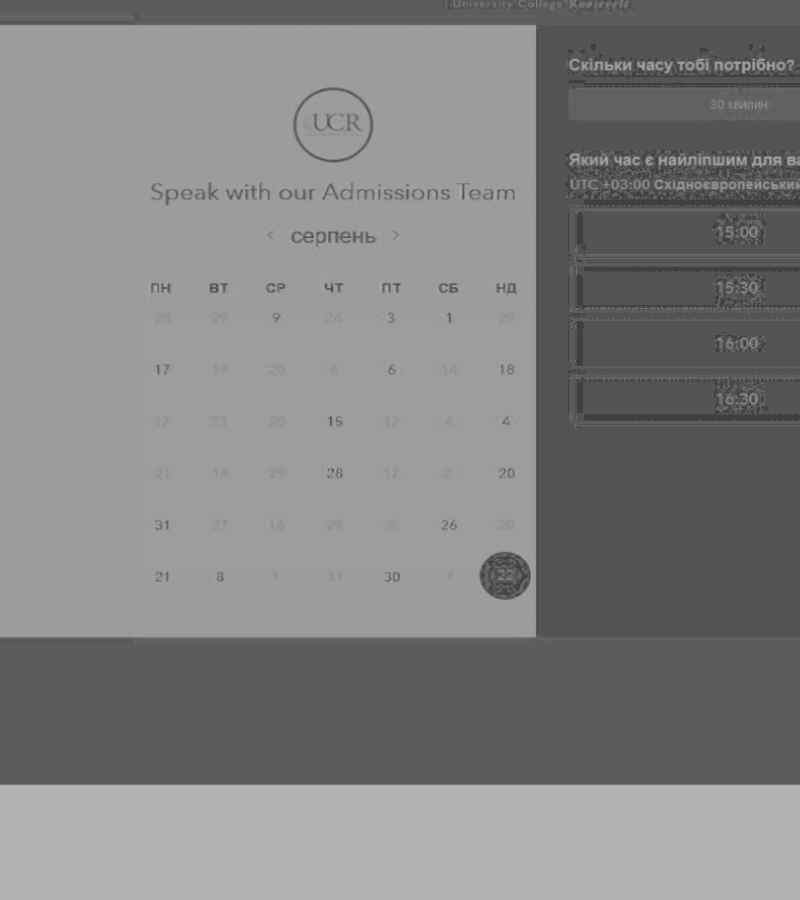 University College Roosevelt
UCR
Speak with our Admissions Team
< серпень >
ПН ВТ СР ЧТ ПТ СБ НД
28 29 9 24 3 1 29
17 19 20 6 6 14 18
17 23 25 15 17 4 4
21 14 29 28 17 2 20
31 27 16 29 6 26 20
21 8 1 31 30 7 22
Скільки часу тобі потрібно?
30 хвилин
Який час є найліпшим для ва
UTC +03:00 Східноєвропейський
15:00
15:30
16:00
16:30